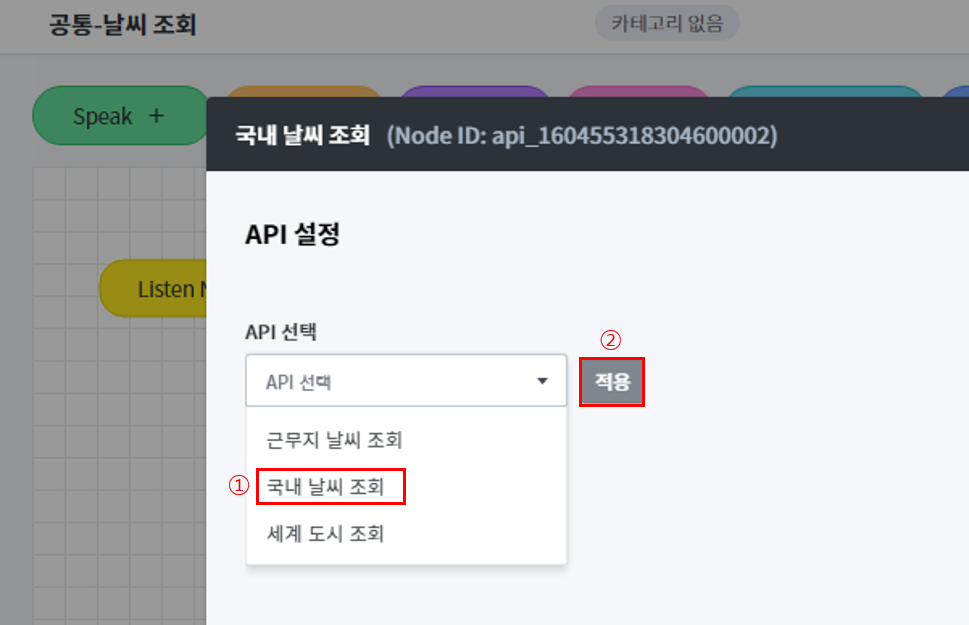 공통-날씨 조회
카테고리 없음
Speak +
국내 날씨 조회 (Node ID: api_160455318304600002)
API 설정
Listen
API 선택
②
API 선택
적용
근무지 날씨 조회
① 국내 날씨 조회
세계 도시 조회